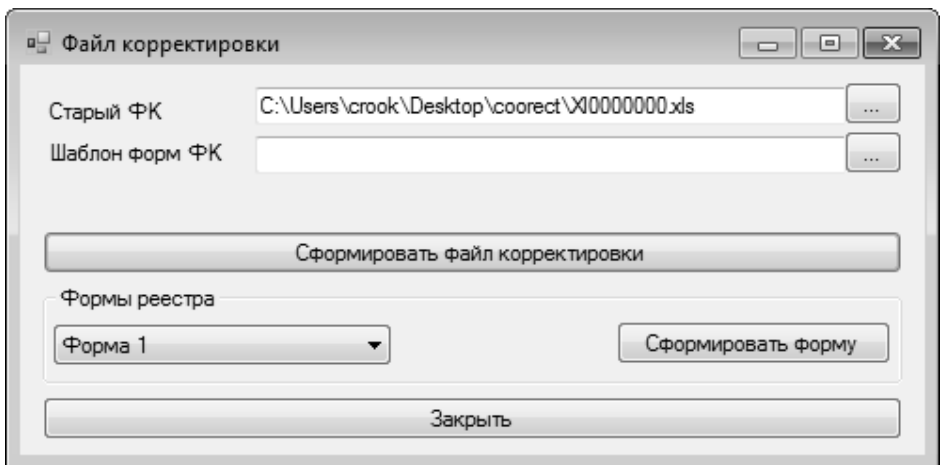 Файл корректировки
Старый ФК C:\Users\crook\Desktop\coorect\XI0000000.xls ...
Шаблон форм ФК ...
Сформировать файл корректировки
Формы реестра
Форма 1 Сформировать форму
Закрыть